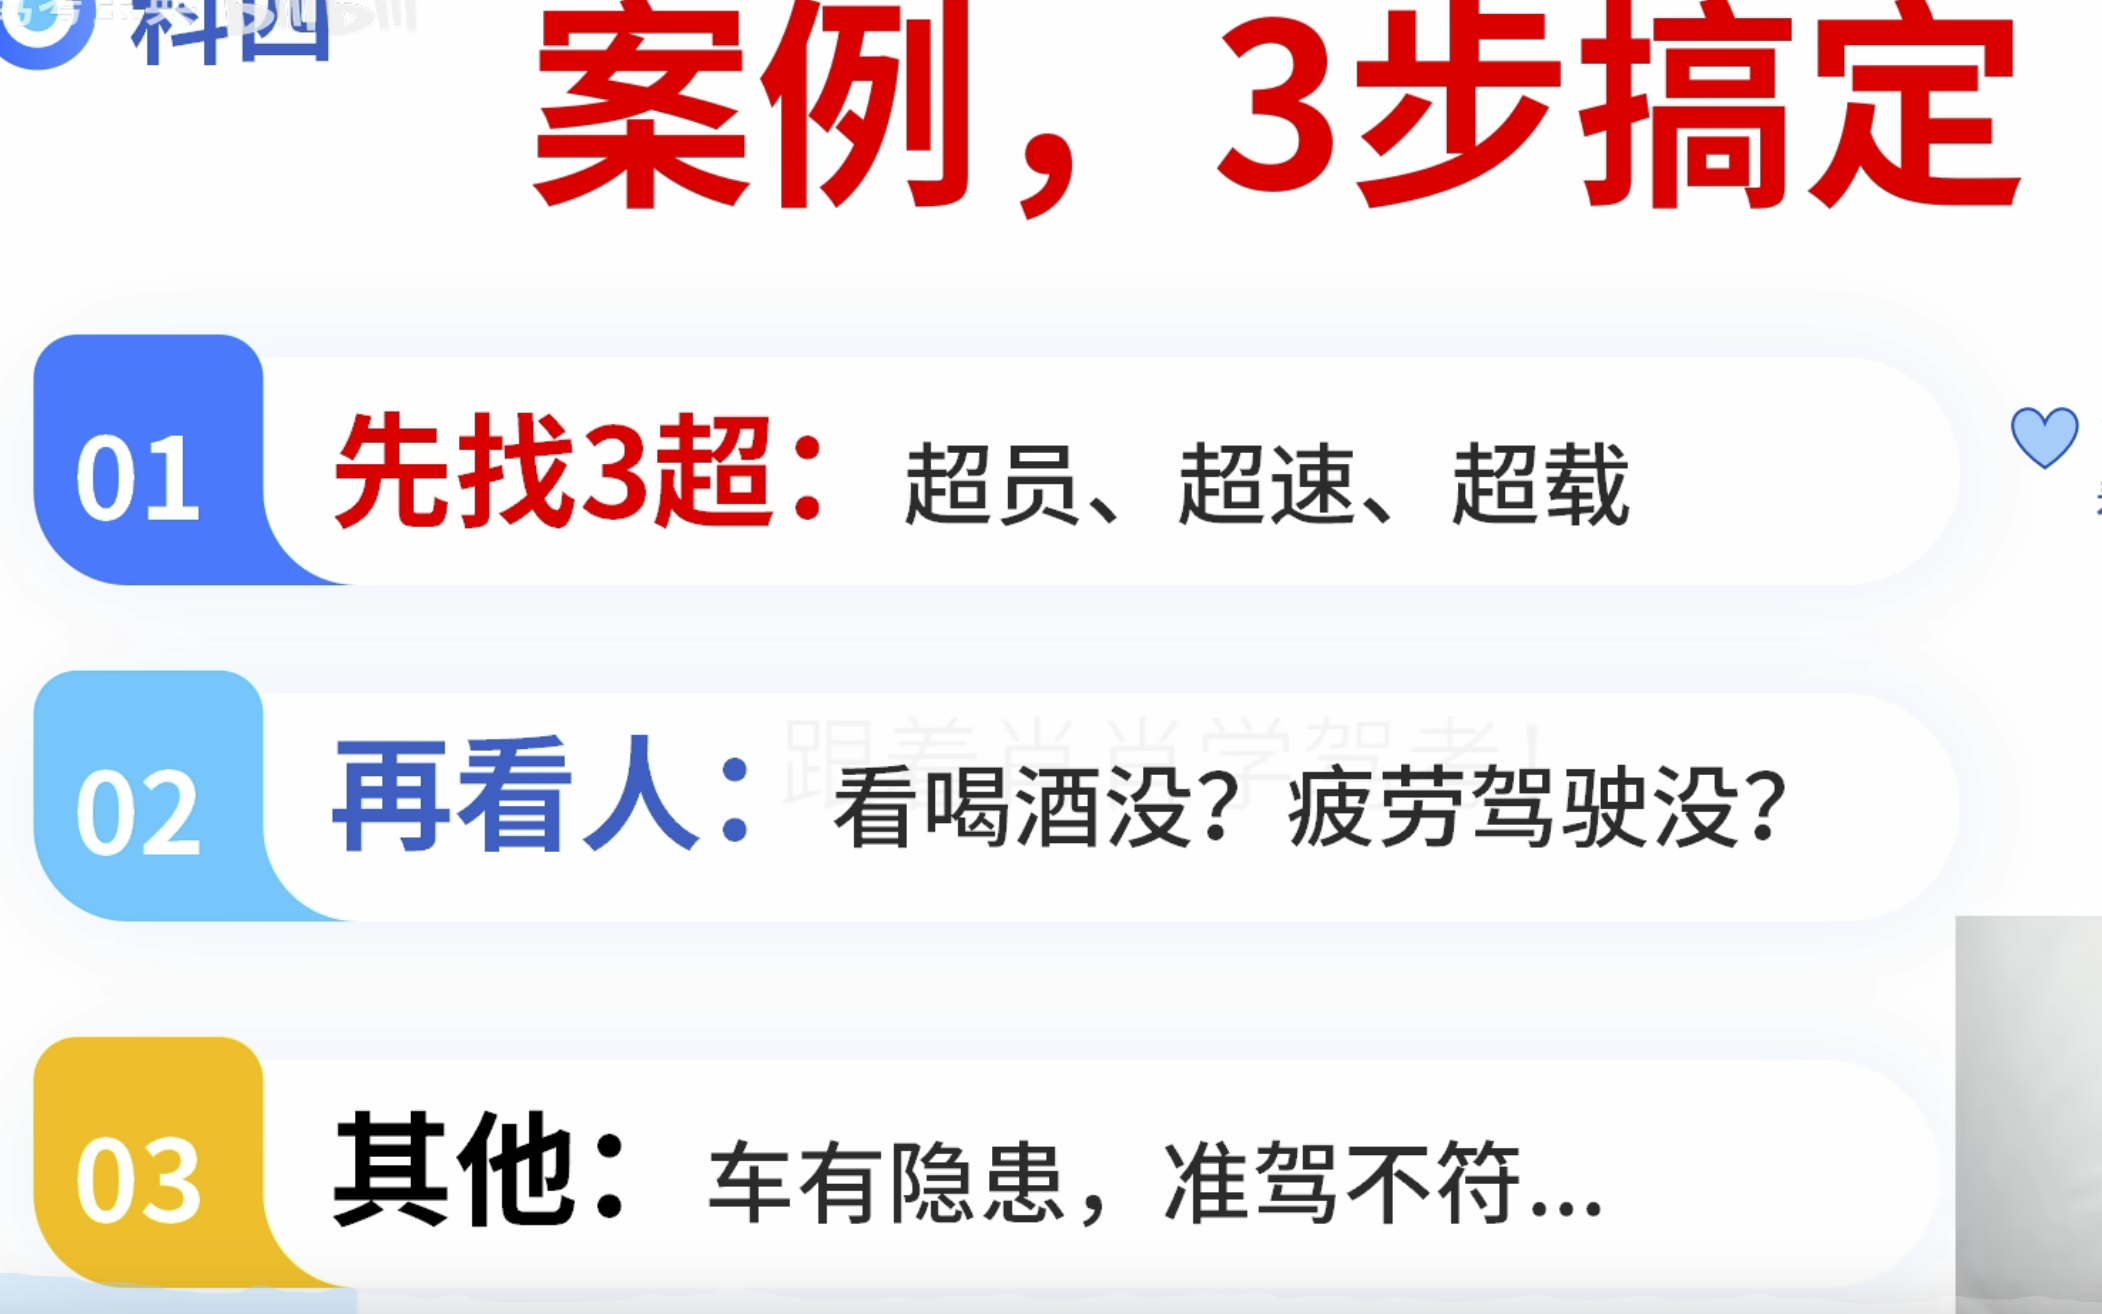 科四
案例，3步搞定
01
先找3超：超员、超速、超载
02
跟着肖肖学驾考！
再看人：看喝酒没？疲劳驾驶没？
03
其他：车有隐患，准驾不符...